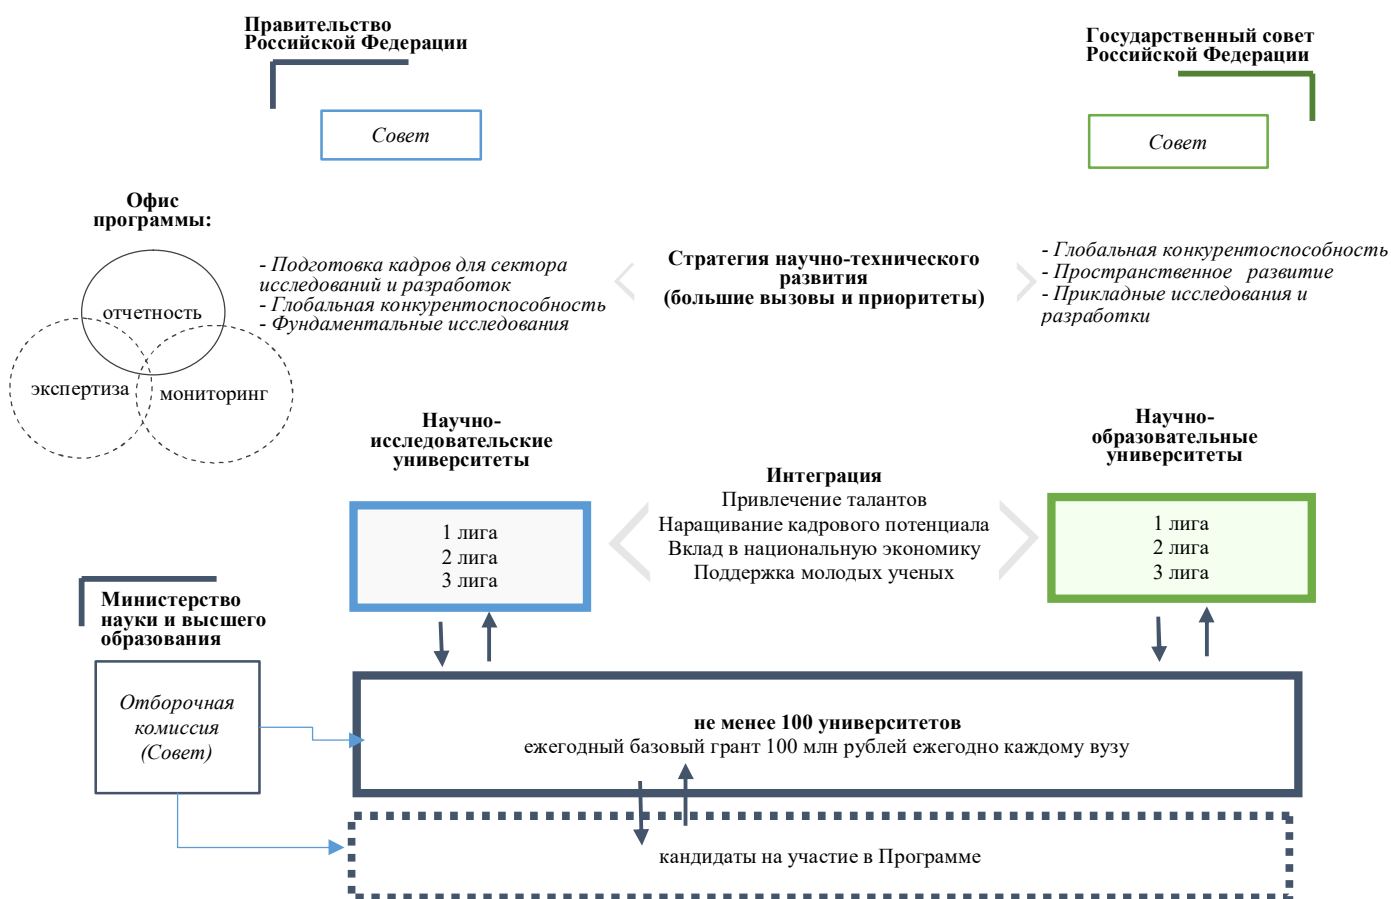 Правительство
Российской Федерации
Государственный совет
Российской Федерации
Совет
Совет
Офис
программы:
отчетность
экспертиза
мониторинг
- Подготовка кадров для сектора
исследований и разработок
- Глобальная конкурентоспособность
- Фундаментальные исследования
Стратегия научно-технического
развития
(большие вызовы и приоритеты)
- Глобальная конкурентоспособность
- Пространственное развитие
- Прикладные исследования и
разработки
Научно-
исследовательские
университеты
1 лига
2 лига
3 лига
Интеграция
Привлечение талантов
Наращивание кадрового потенциала
Вклад в национальную экономику
Поддержка молодых ученых
Научно-
образовательные
университеты
1 лига
2 лига
3 лига
Министерство
науки и высшего
образования
Отборочная
комиссия
(Совет)
не менее 100 университетов
ежегодный базовый грант 100 млн рублей ежегодно каждому вузу
кандидаты на участие в Программе